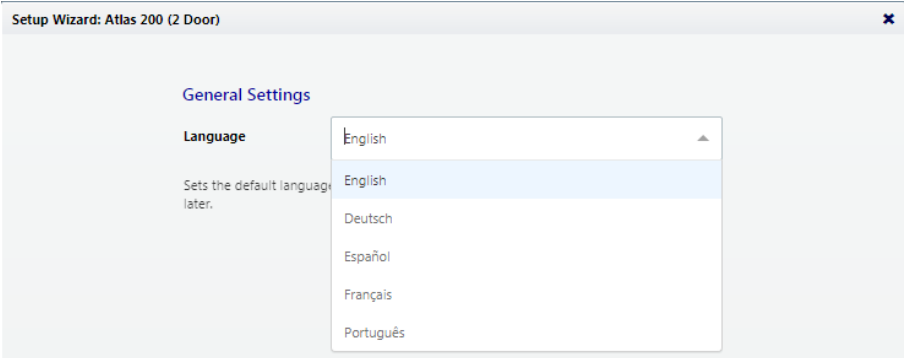 Setup Wizard: Atlas 200 (2 Door)
General Settings
Language
English
English
Sets the default language
later.
Deutsch
Español
Français
Português